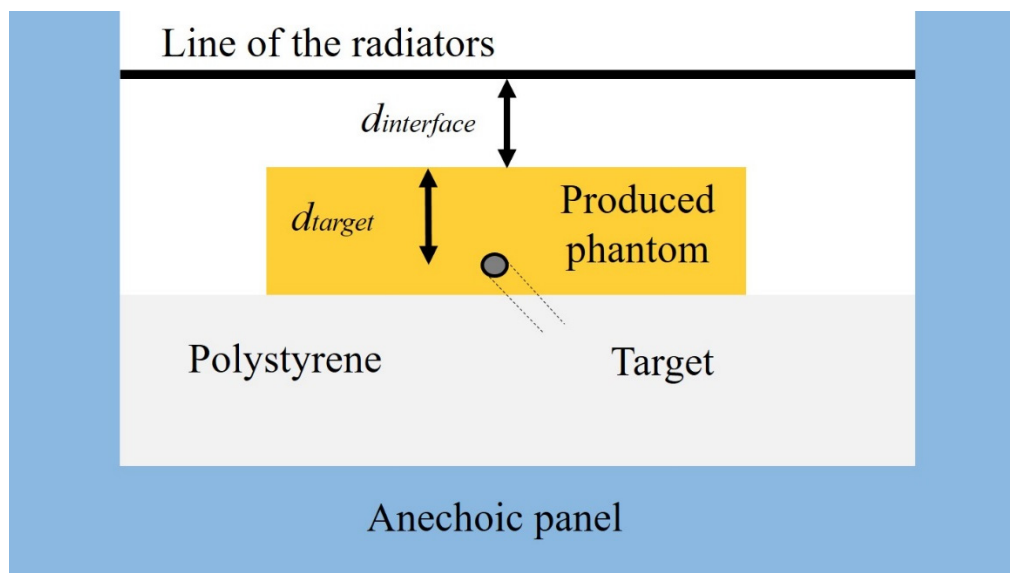 Line of the radiators
dinterface
dtarget
Produced
phantom
Polystyrene
Target
Anechoic panel